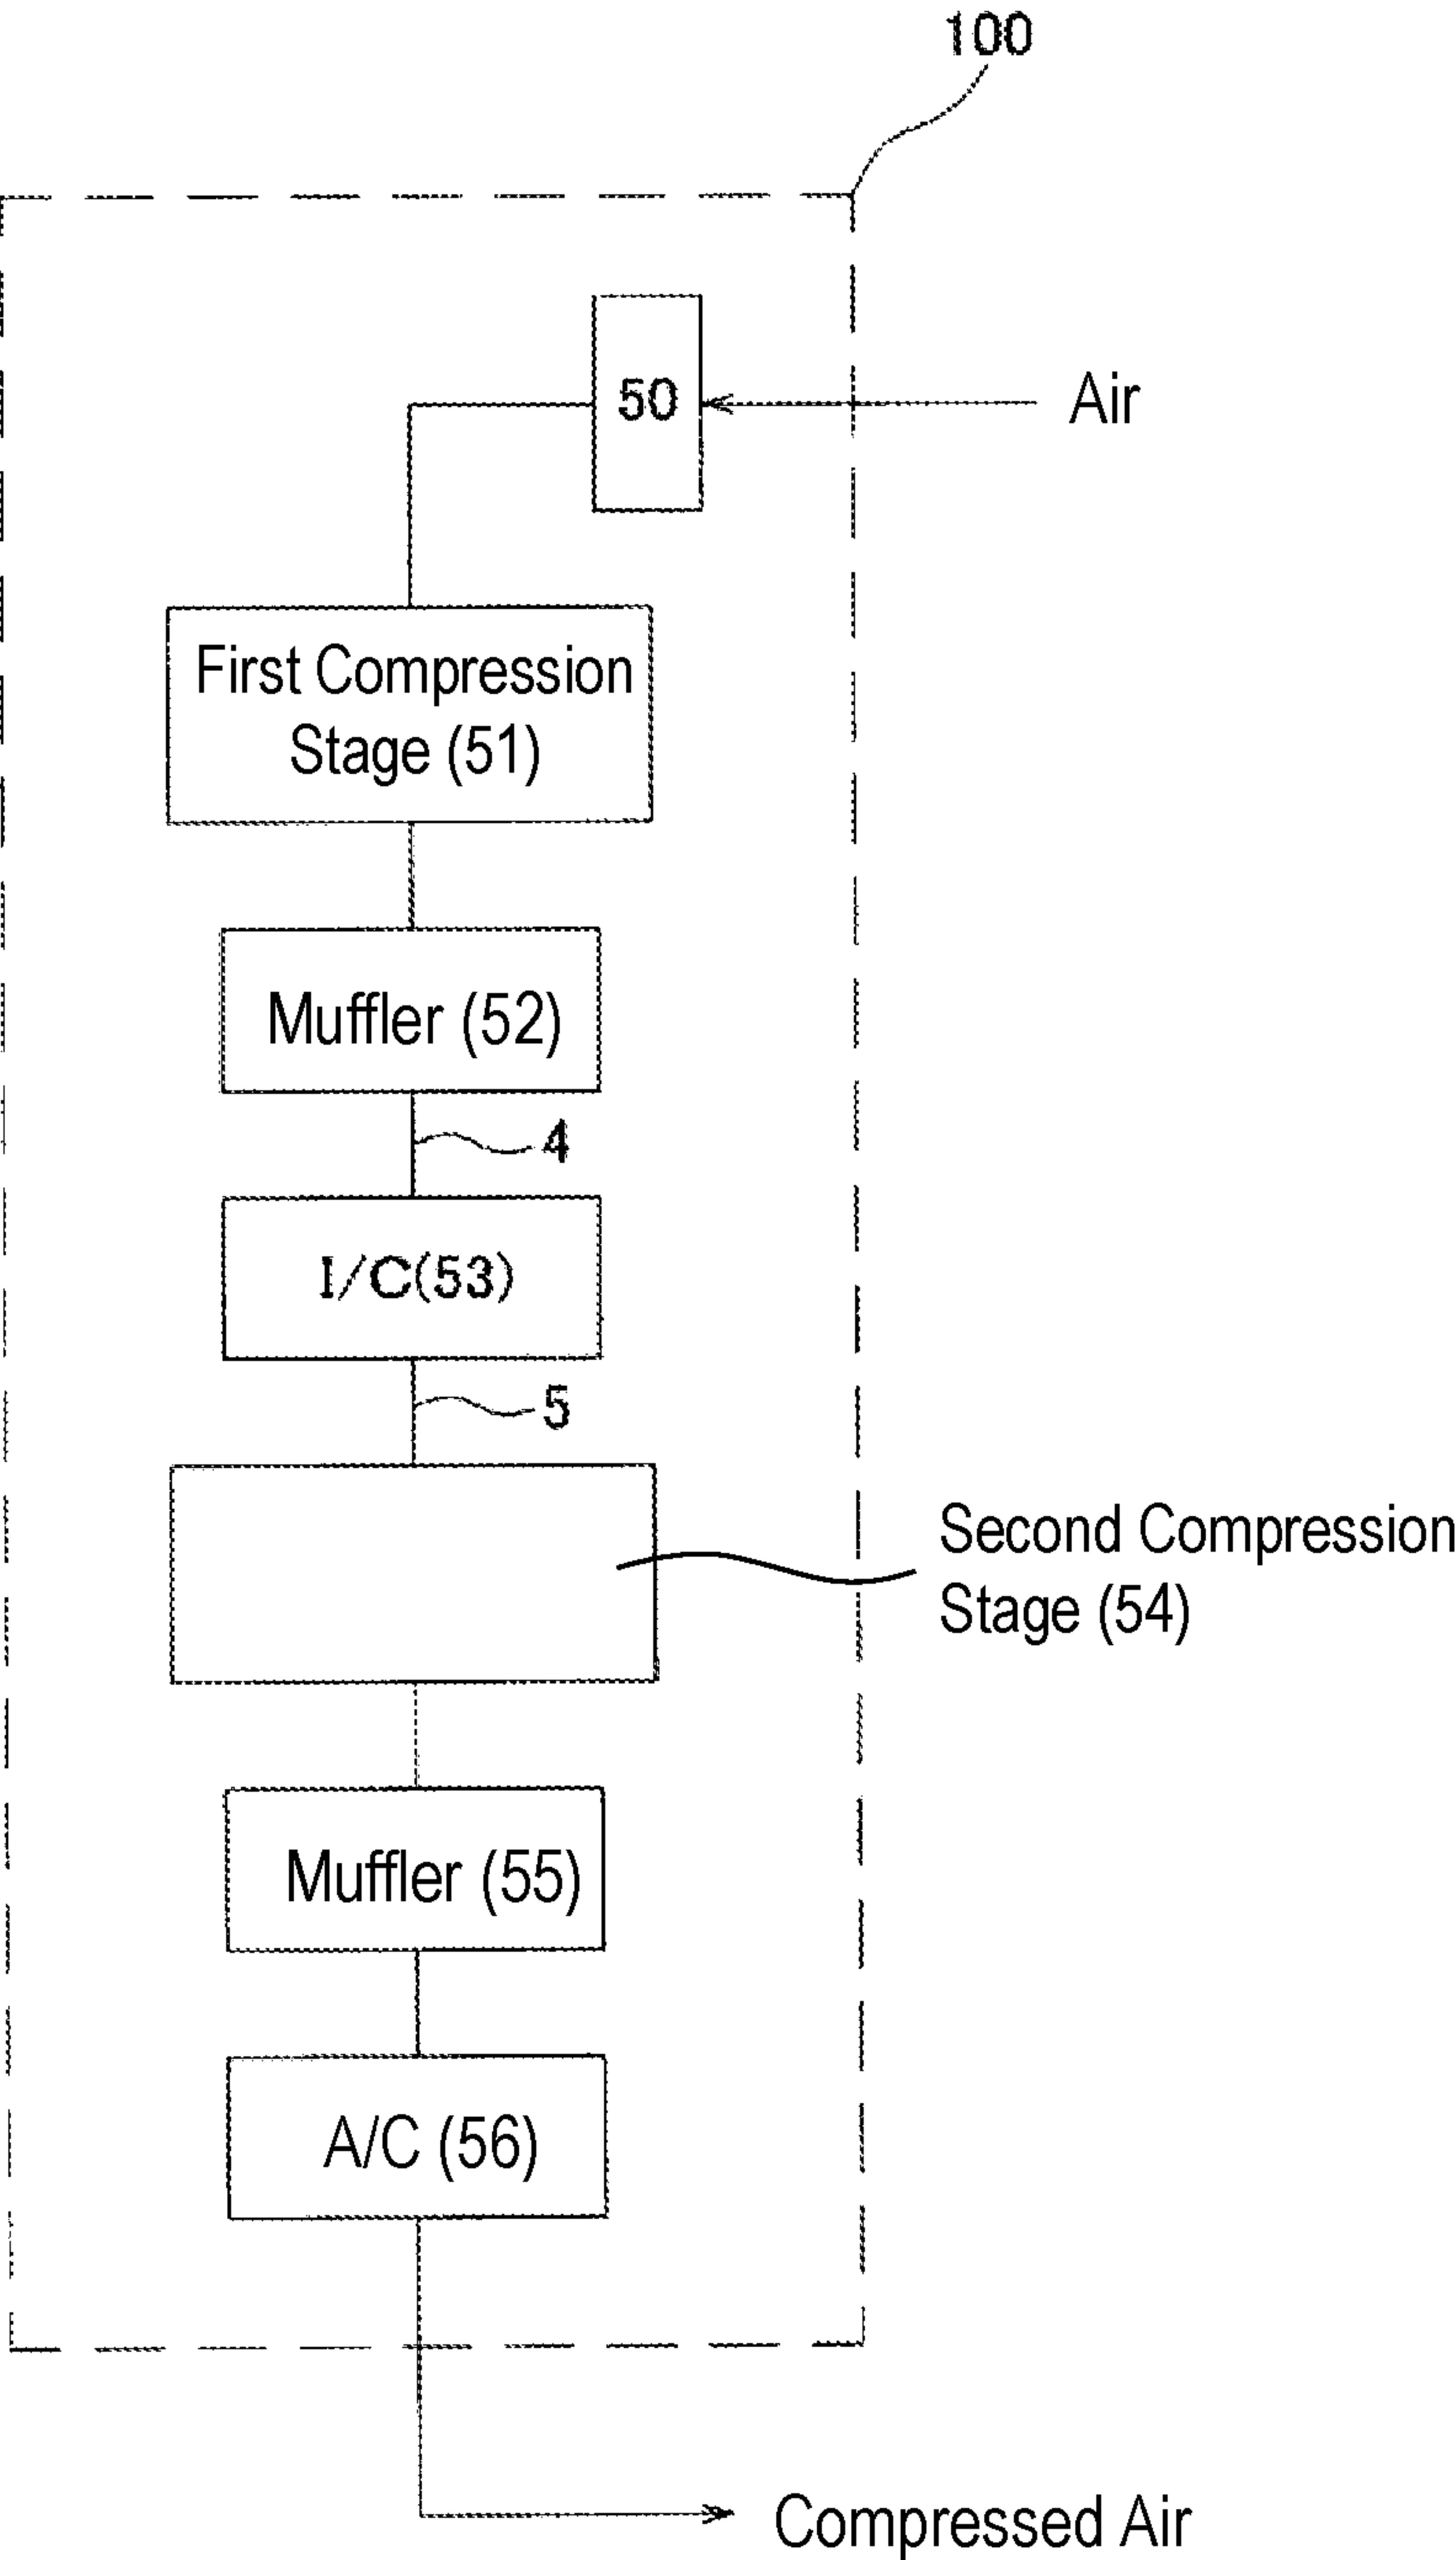 100
50
Air
First Compression
Stage (51)
Muffler (52)
4
I/C(53)
5
Second Compression
Stage (54)
Muffler (55)
A/C (56)
Compressed Air